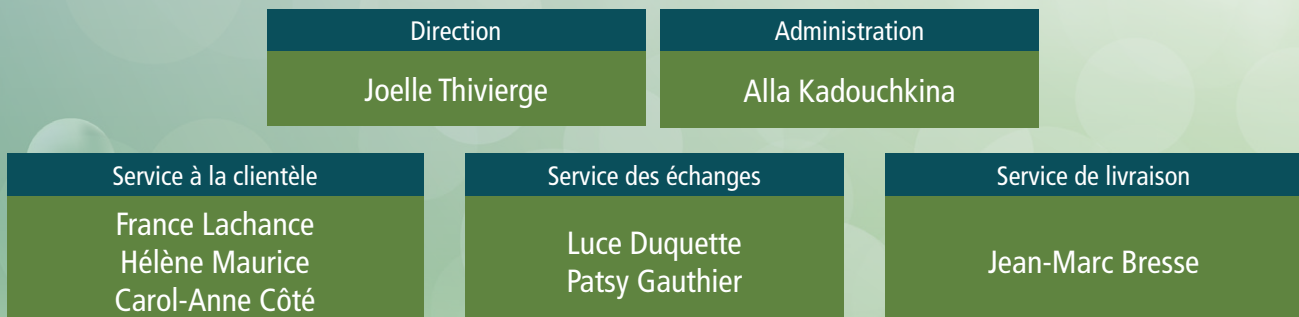 Direction
Joelle Thivierge
Administration
Alla Kadouchkina
Service à la clientèle
France Lachance
Hélène Maurice
Carol-Anne Côté
Service des échanges
Luce Duquette
Patsy Gauthier
Service de livraison
Jean-Marc Bresse